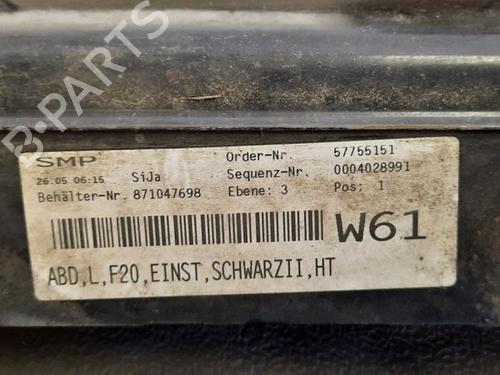 B-Parts
SMP Order-Nr. 57755151
26.05 06:15 SiJa Sequenz-Nr. 0004028991
Behälter-Nr. 871047698 Ebene: 3 Pos: 1
W61
ABD,L,F20,EINST,SCHWARZII,HT